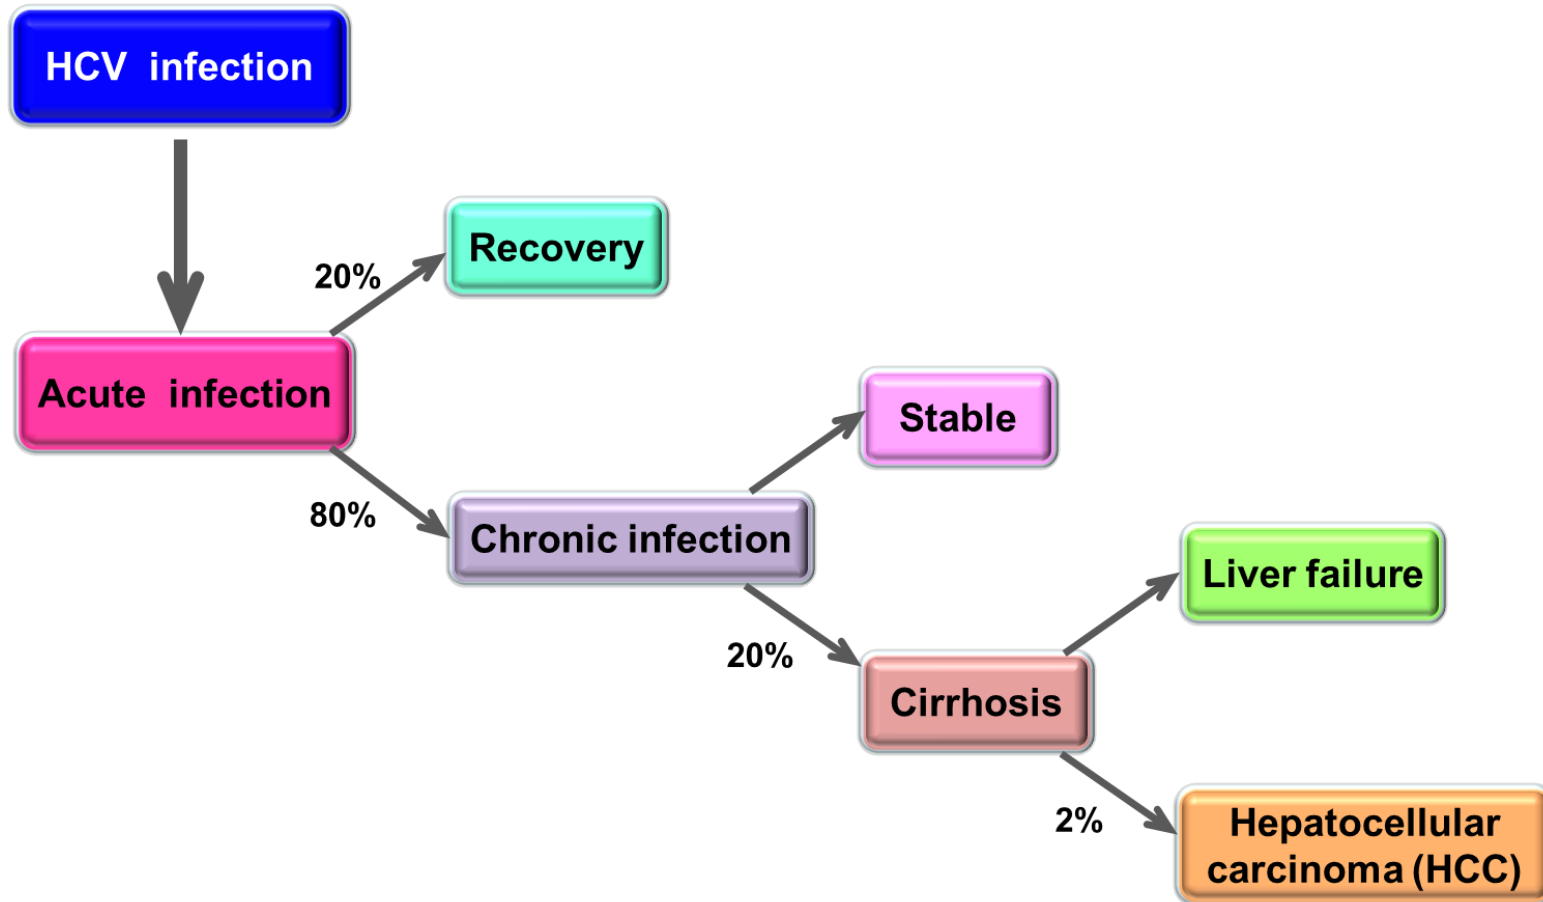 HCV infection
Recovery
20%
Acute infection
Stable
80%
Chronic infection
Liver failure
20%
Cirrhosis
2%
Hepatocellular
carcinoma (HCC)